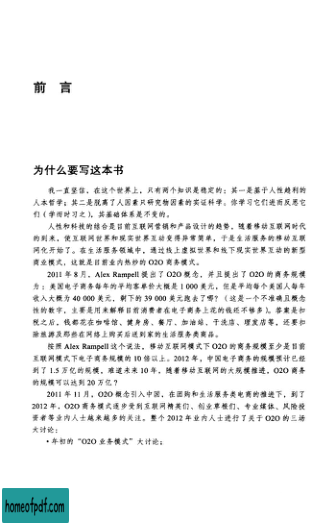 前 言
为什么要写这本书
我一直坚信，在这个世界上，只有两个知识是稳定的：其一是基于人性趋利的
人本哲学；其二是脱离了人因素只研究物因素的实证科学。你学习它们进而反思它
们（学而时习之），其基础体系是不变的。
人性和科技的结合是目前互联网营销和产品设计的趋势。随着移动互联网时代
的到来，使互联网世界和现实世界互动变得异常简单，于是生活服务的移动互联
网化开始了。在生活服务领域中，通过线上虚拟世界和线下现实世界互动的新型
商业模式，这就是目前业内热炒的 O2O 商务模式。
2011 年 8 月，Alex Rampell 提出了 O2O 概念，并且提出了 O2O 的商务规模
为：美国电子商务每年的平均客单价大概是 1 000 美元，但是平均每个美国人每年
收入大概为 40 000 美元，剩下的 39 000 美元跑去了哪？（这是一个不准确且概念
性的数字，主要是用来解释目前消费者在电子商务上花的钱还不够多）。答案是扣
税之后，钱都花在咖啡馆、健身房、餐厅、加油站、干洗店、理发店等，还要扣
除旅游及那些在网络上购买后送到家的生活服务类商品。
按照 Alex Rampell 这个说法，移动互联网模式下 O2O 的商务规模至少是目前
互联网模式下电子商务规模的 10 倍以上。2012 年，中国电子商务的规模预计已经
到了 1.5 万亿的规模，难道未来 10 年，随着移动互联网的大规模推进，O2O 商务
的规模可以达到 20 万亿？
2011 年 11 月，O2O 概念引入中国，在团购和生活服务类电商的推进下，到了
2012 年，O2O 商务模式逐步受到互联网精英们、创业草根们、专业媒体、风险投
资者等业内人士越来越多的关注。整个 2012 年业内人士进行了关于 O2O 的三场
大讨论：
• 年初的“O2O 业务模式”大讨论；
homeofpdf.com